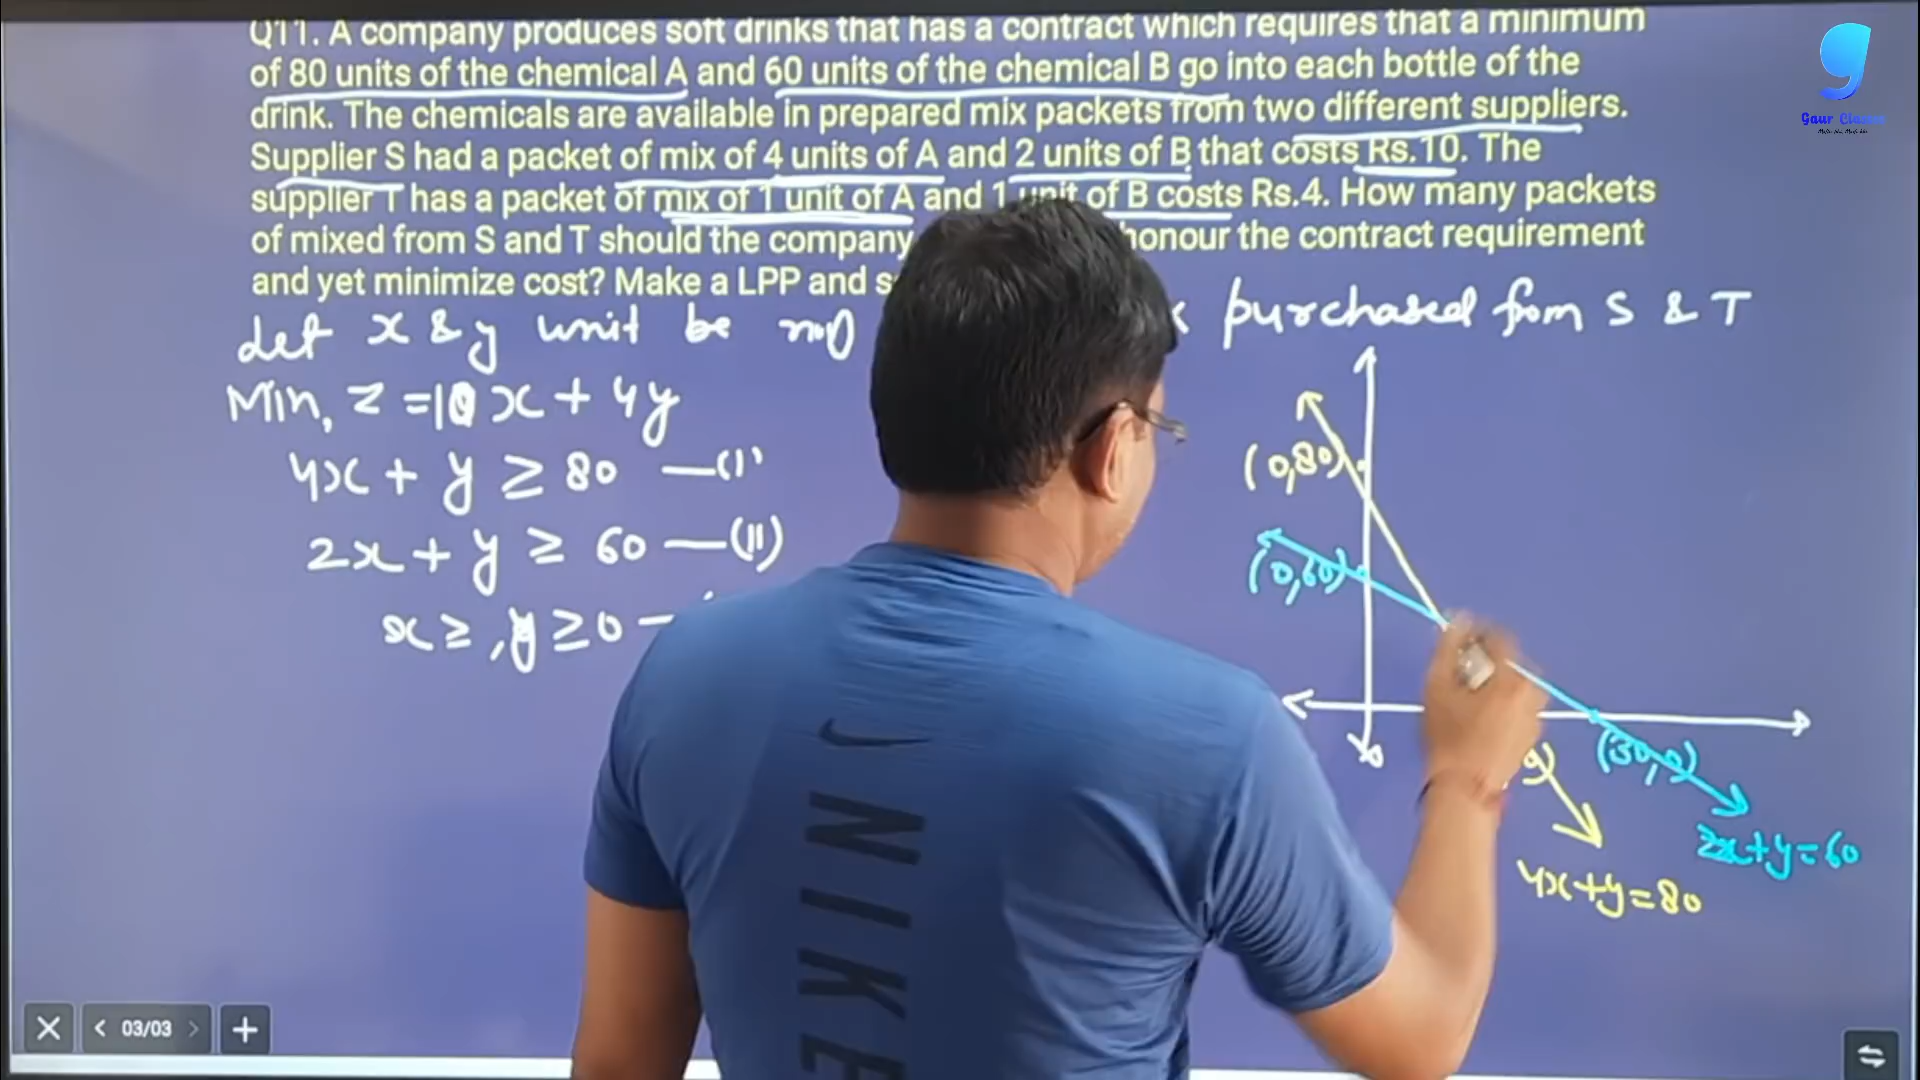 Q11. A company produces soft drinks that has a contract which requires that a minimum
of 80 units of the chemical A and 60 units of the chemical B go into each bottle of the
drink. The chemicals are available in prepared mix packets from two different suppliers.
Supplier S had a packet of mix of 4 units of A and 2 units of B that costs Rs.10. The
supplier T has a packet of mix of 1 unit of A and 1 unit of B costs Rs.4. How many packets
of mixed from S and T should the company honour the contract requirement
and yet minimize cost? Make a LPP and
Let x & y unit be purchased from S & T
Min, Z = 10x + 4y
4x + y ≥ 80 —(I)
2x + y ≥ 60 —(II)
x ≥ , y ≥ 0 —
(0,80)
(0,60)
(30,0)
2x+y=60
4x+y=80
Gaur Classes
03/03
NIKE